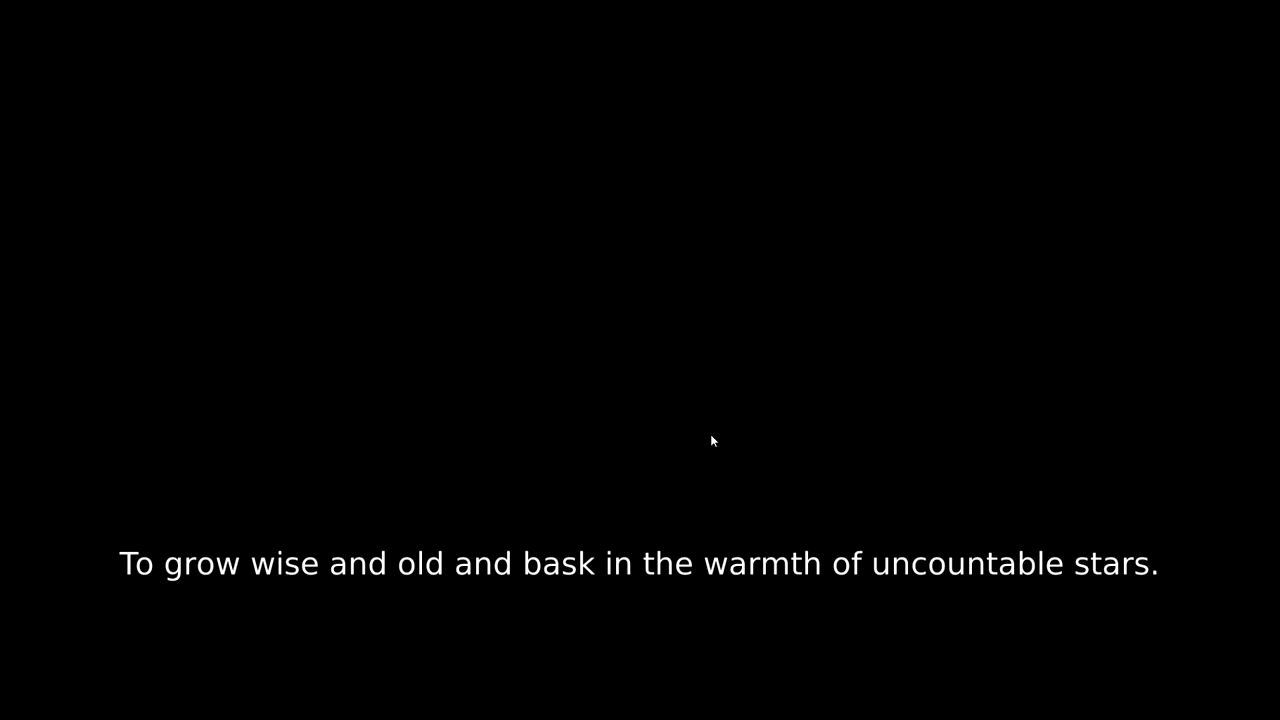 To grow wise and old and bask in the warmth of uncountable stars.